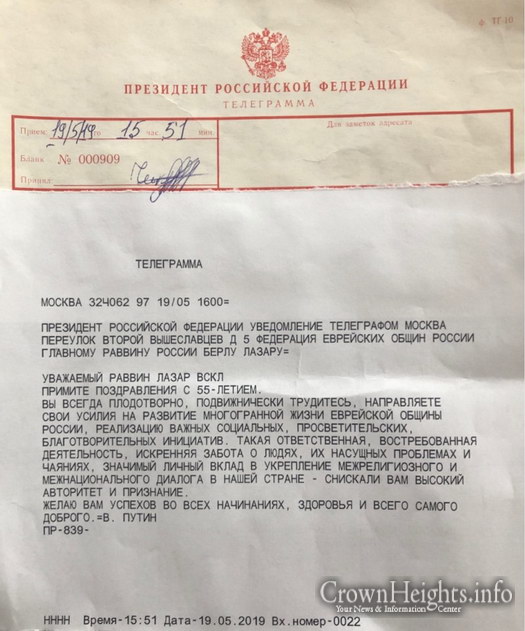 ф. ТГ-10
ПРЕЗИДЕНТ РОССИЙСКОЙ ФЕДЕРАЦИИ
ТЕЛЕГРАММА
Прием. 19/5/19го 15 час. 51 мин.
Для заметок адресата
Бланк № 000909
Принял
ТЕЛЕГРАММА
МОСКВА 32Ч062 97 19/05 1600=
ПРЕЗИДЕНТ РОССИЙСКОЙ ФЕДЕРАЦИИ УВЕДОМЛЕНИЕ ТЕЛЕГРАФОМ МОСКВА
ПЕРЕУЛОК ВТОРОЙ ВЫШЕСЛАВЦЕВ Д 5 ФЕДЕРАЦИЯ ЕВРЕЙСКИХ ОБЩИН РОССИИ
ГЛАВНОМУ РАВВИНУ РОССИИ БЕРЛУ ЛАЗАРУ=
УВАЖАЕМЫЙ РАВВИН ЛАЗАР ВСКЛ
ПРИМИТЕ ПОЗДРАВЛЕНИЯ С 55-ЛЕТИЕМ.
ВЫ ВСЕГДА ПЛОДОТВОРНО, ПОДВИЖНИЧЕСКИ ТРУДИТЕСЬ, НАПРАВЛЯЕТЕ
СВОИ УСИЛИЯ НА РАЗВИТИЕ МНОГОГРАННОЙ ЖИЗНИ ЕВРЕЙСКОЙ ОБЩИНЫ
РОССИИ, РЕАЛИЗАЦИЮ ВАЖНЫХ СОЦИАЛЬНЫХ, ПРОСВЕТИТЕЛЬСКИХ,
БЛАГОТВОРИТЕЛЬНЫХ ИНИЦИАТИВ. ТАКАЯ ОТВЕТСТВЕННАЯ, ВОСТРЕБОВАННАЯ
ДЕЯТЕЛЬНОСТЬ, ИСКРЕННЯЯ ЗАБОТА О ЛЮДЯХ, ИХ НАСУЩНЫХ ПРОБЛЕМАХ И
ЧАЯНИЯХ, ЗНАЧИМЫЙ ЛИЧНЫЙ ВКЛАД В УКРЕПЛЕНИЕ МЕЖРЕЛИГИОЗНОГО И
МЕЖНАЦИОНАЛЬНОГО ДИАЛОГА В НАШЕЙ СТРАНЕ - СНИСКАЛИ ВАМ ВЫСОКИЙ
АВТОРИТЕТ И ПРИЗНАНИЕ.
ЖЕЛАЮ ВАМ УСПЕХОВ ВО ВСЕХ НАЧИНАНИЯХ, ЗДОРОВЬЯ И ВСЕГО САМОГО
ДОБРОГО.=В. ПУТИН
ПР-839-
НННН Время-15:51 Дата-19.05.2019 Вх.номер-0022
CrownHeights.info
Your News & Information Center